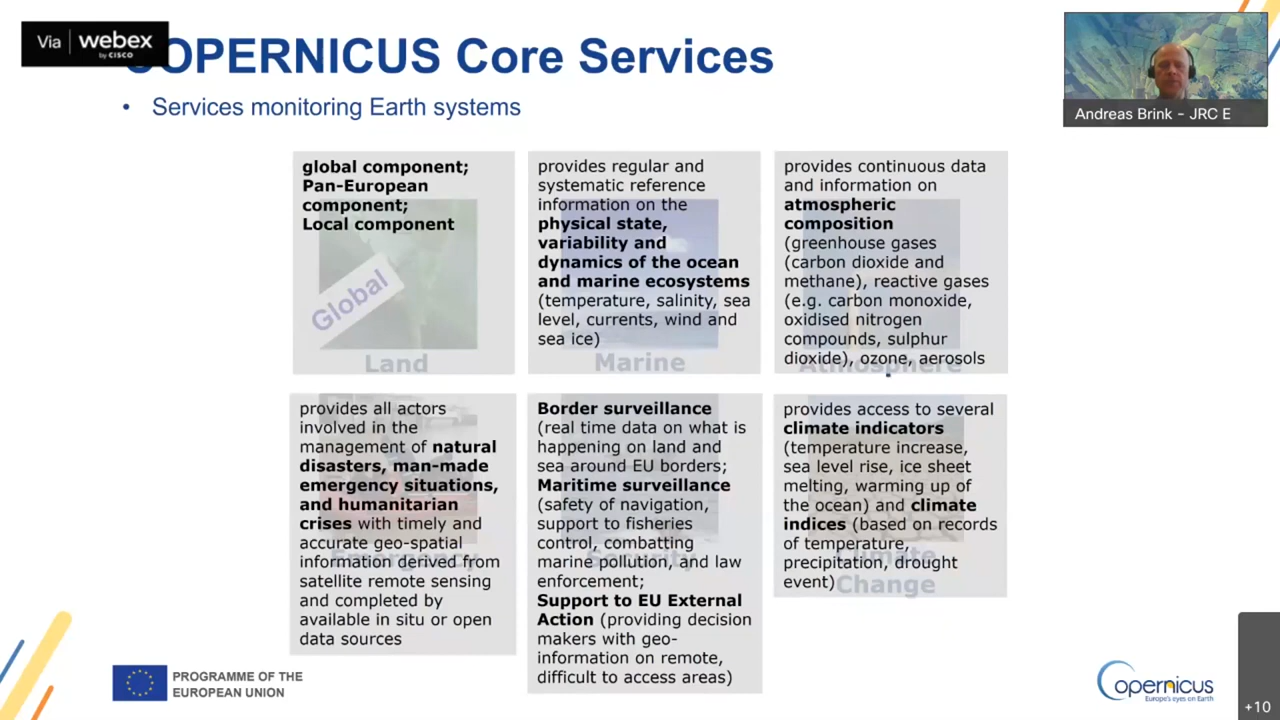 Via webex
by CISCO
COPERNICUS Core Services
• Services monitoring Earth systems
Andreas Brink - JRC E
global component;
Pan-European
component;
Local component
Global
Land
provides regular and
systematic reference
information on the
physical state,
variability and
dynamics of the ocean
and marine ecosystems
(temperature, salinity, sea
level, currents, wind and
sea ice)
Marine
provides continuous data
and information on
atmospheric
composition
(greenhouse gases
(carbon dioxide and
methane), reactive gases
(e.g. carbon monoxide,
oxidised nitrogen
compounds, sulphur
dioxide), ozone, aerosols
Atmosphere
provides all actors
involved in the
management of natural
disasters, man-made
emergency situations,
and humanitarian
crises with timely and
accurate geo-spatial
information derived from
satellite remote sensing
and completed by
available in situ or open
data sources
Emergency
Border surveillance
(real time data on what is
happening on land and
sea around EU borders;
Maritime surveillance
(safety of navigation,
support to fisheries
control, combatting
marine pollution, and law
enforcement;
Support to EU External
Action (providing decision
makers with geo-
information on remote,
difficult to access areas)
Security
provides access to several
climate indicators
(temperature increase,
sea level rise, ice sheet
melting, warming up of
the ocean) and climate
indices (based on records
of temperature,
precipitation, drought
event)
Climate
Change
PROGRAMME OF THE
EUROPEAN UNION
Copernicus
Europe's eyes on Earth
+10